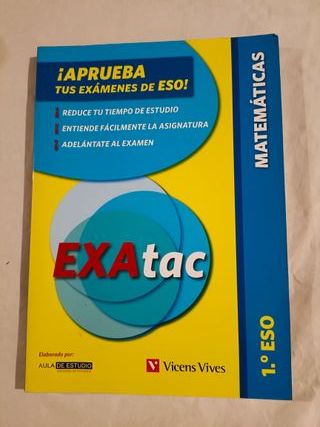 ¡APRUEBA
TUS EXÁMENES DE ESO!
REDUCE TU TIEMPO DE ESTUDIO
ENTIENDE FÁCILMENTE LA ASIGNATURA
ADELÁNTATE AL EXAMEN
MATEMÁTICAS
EXAtac
1.º ESO
Elaborado por:
AULA DE ESTUDIO
Vicens Vives